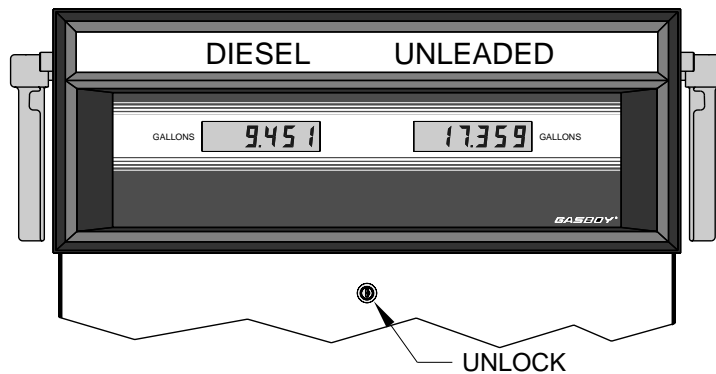 DIESEL UNLEADED
GALLONS 9.451 17.359 GALLONS
GASBOY
UNLOCK